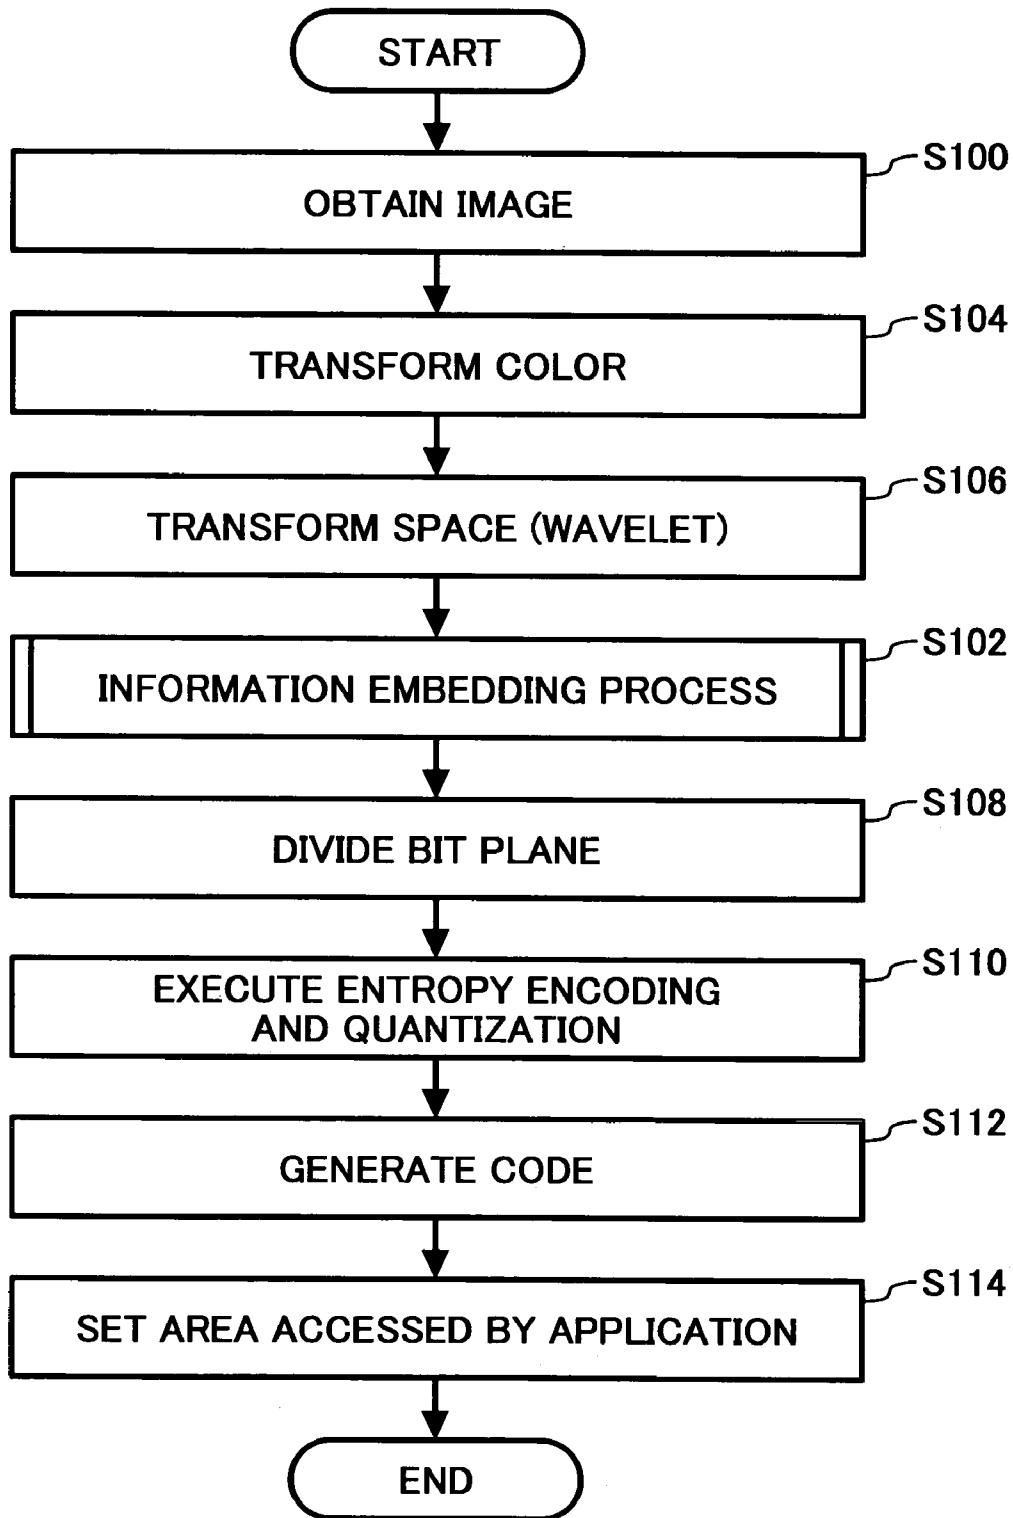 START
S100
OBTAIN IMAGE
S104
TRANSFORM COLOR
S106
TRANSFORM SPACE (WAVELET)
S102
INFORMATION EMBEDDING PROCESS
S108
DIVIDE BIT PLANE
S110
EXECUTE ENTROPY ENCODING
AND QUANTIZATION
S112
GENERATE CODE
S114
SET AREA ACCESSED BY APPLICATION
END